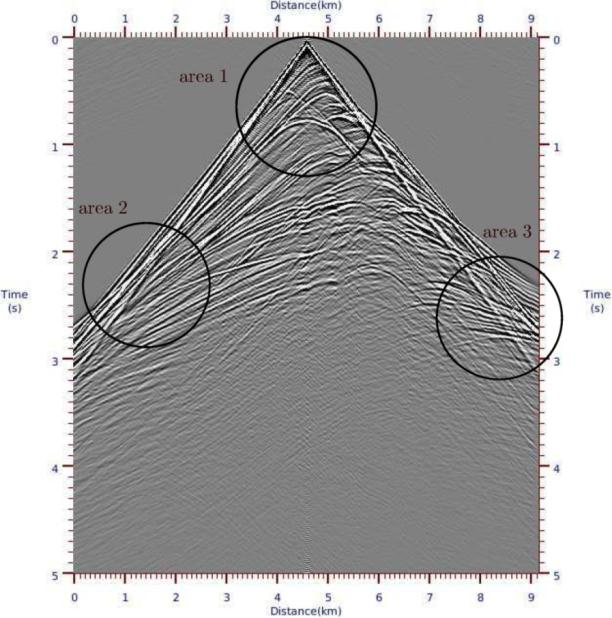 Distance(km)
0 1 2 3 4 5 6 7 8 9
0 0
area 1
1 1
area 2
area 3
2 2
Time Time
(s) (s)
3 3
4 4
5 5
0 1 2 3 4 5 6 7 8 9
Distance(km)